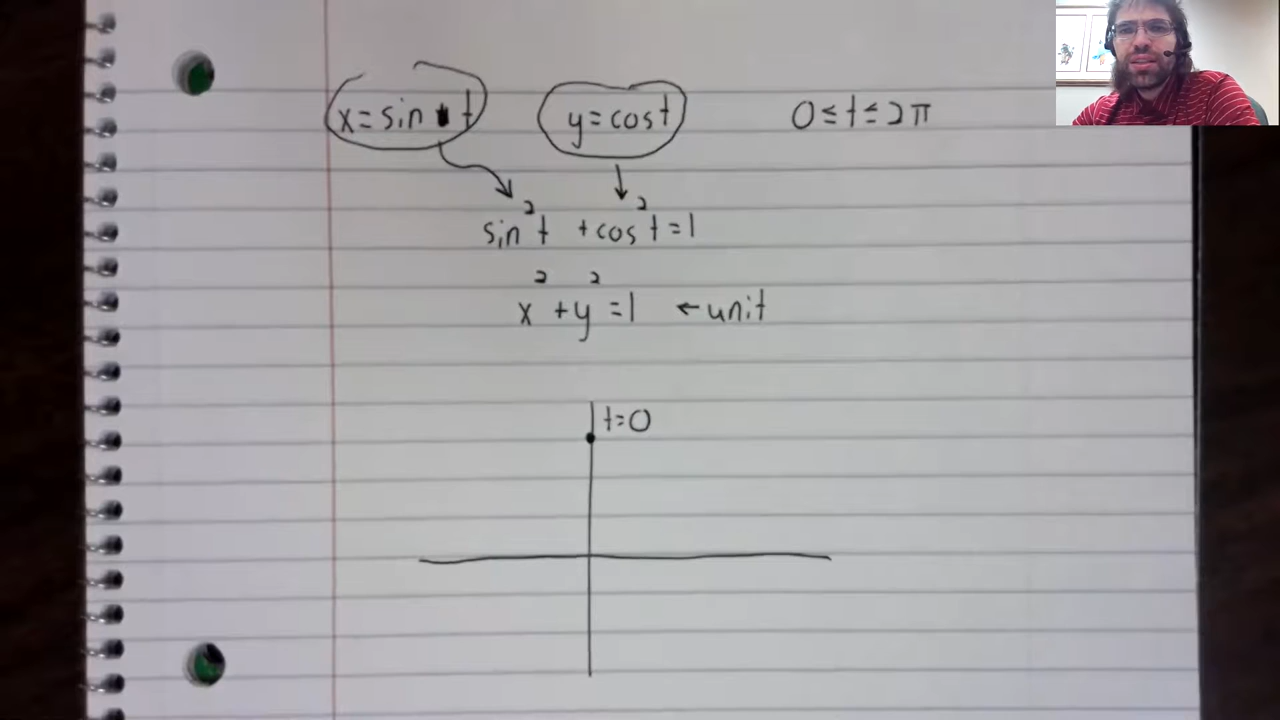 x = sin t y = cos t 0 ≤ t ≤ 2π
sin² t + cos² t = 1
x² + y² = 1 ← unit
t = 0